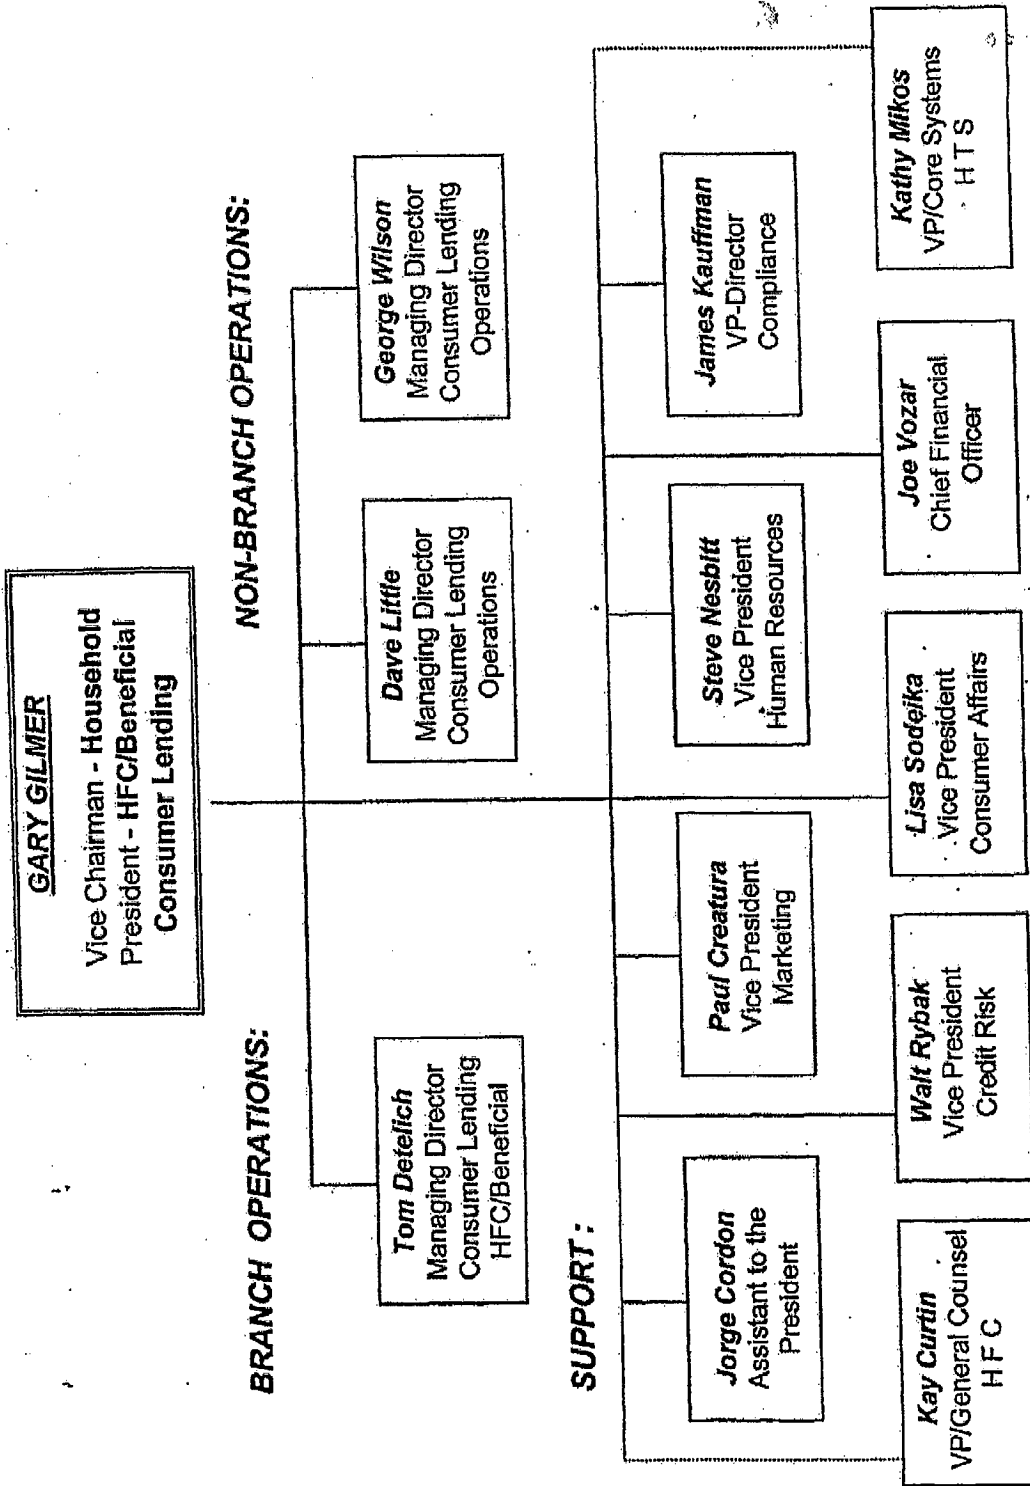 GARY GILMER
Vice Chairman - Household
President - HFC/Beneficial
Consumer Lending
BRANCH OPERATIONS:
NON-BRANCH OPERATIONS:
Tom Detelich
Managing Director
Consumer Lending
HFC/Beneficial
Dave Little
Managing Director
Consumer Lending
Operations
George Wilson
Managing Director
Consumer Lending
Operations
SUPPORT:
Jorge Cordon
Assistant to the
President
Paul Creatura
Vice President
Marketing
Steve Nesbitt
Vice President
Human Resources
James Kauffman
VP-Director
Compliance
Kay Curtin
VP/General Counsel
H F C
Walt Rybak
Vice President
Credit Risk
Lisa Sodeika
Vice President
Consumer Affairs
Joe Vozar
Chief Financial
Officer
Kathy Mikos
VP/Core Systems
H T S